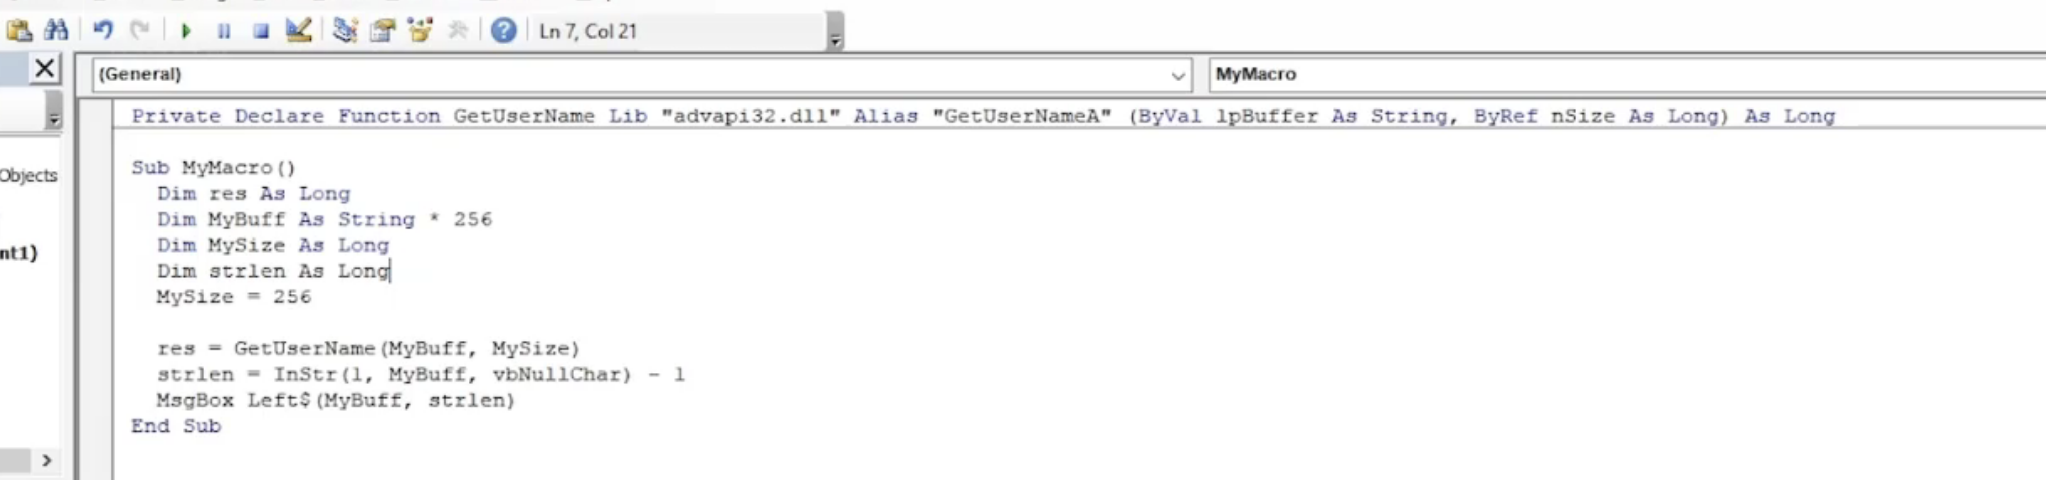 Ln 7, Col 21
(General)
MyMacro
Private Declare Function GetUserName Lib "advapi32.dll" Alias "GetUserNameA" (ByVal lpBuffer As String, ByRef nSize As Long) As Long
Objects
Sub MyMacro()
Dim res As Long
Dim MyBuff As String * 256
Dim MySize As Long
nt1)
Dim strlen As Long
MySize = 256
res = GetUserName(MyBuff, MySize)
strlen = InStr(1, MyBuff, vbNullChar) - 1
MsgBox Left$(MyBuff, strlen)
End Sub